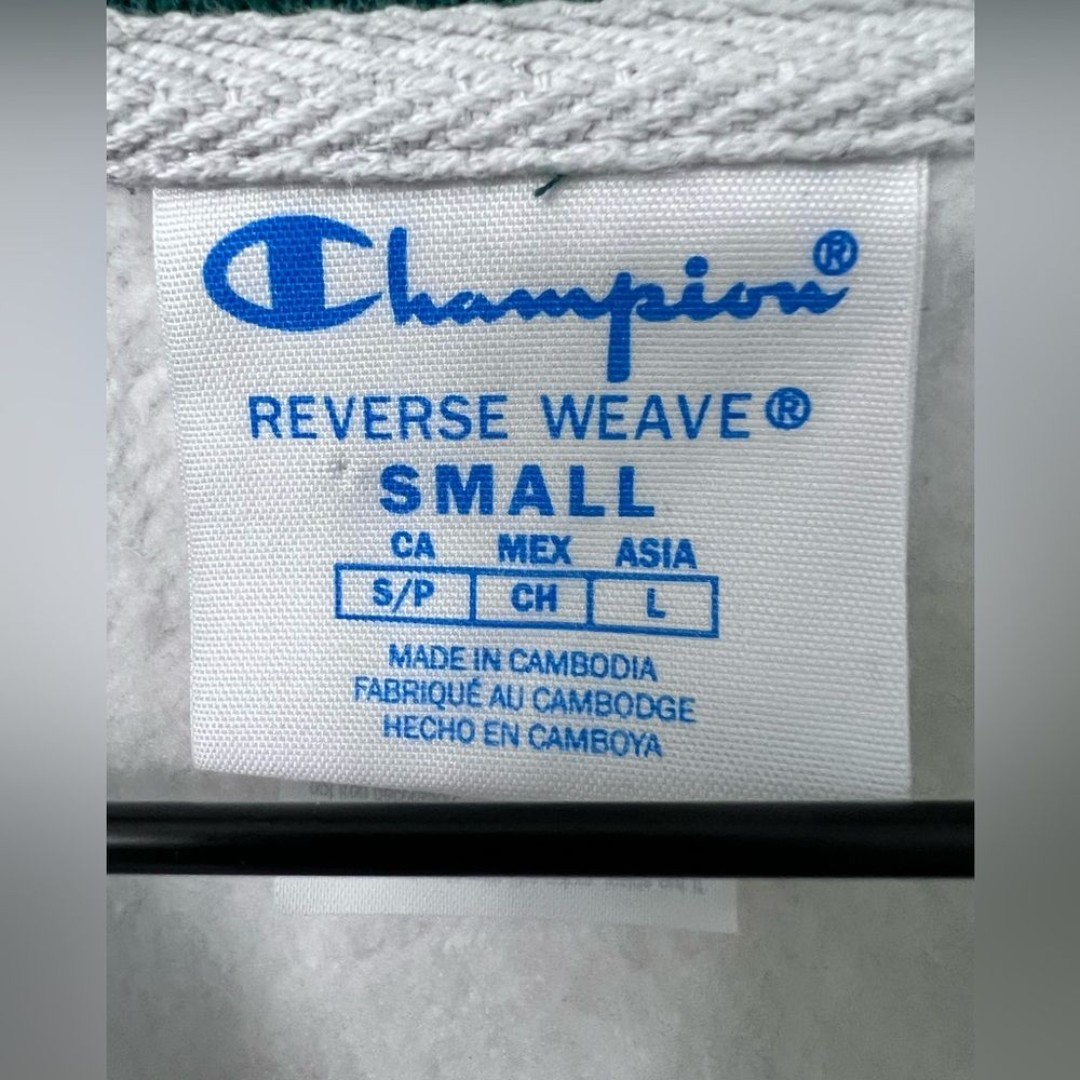 Champion®
REVERSE WEAVE®
SMALL
CA MEX ASIA
S/P CH L
MADE IN CAMBODIA
FABRIQUÉ AU CAMBODGE
HECHO EN CAMBOYA